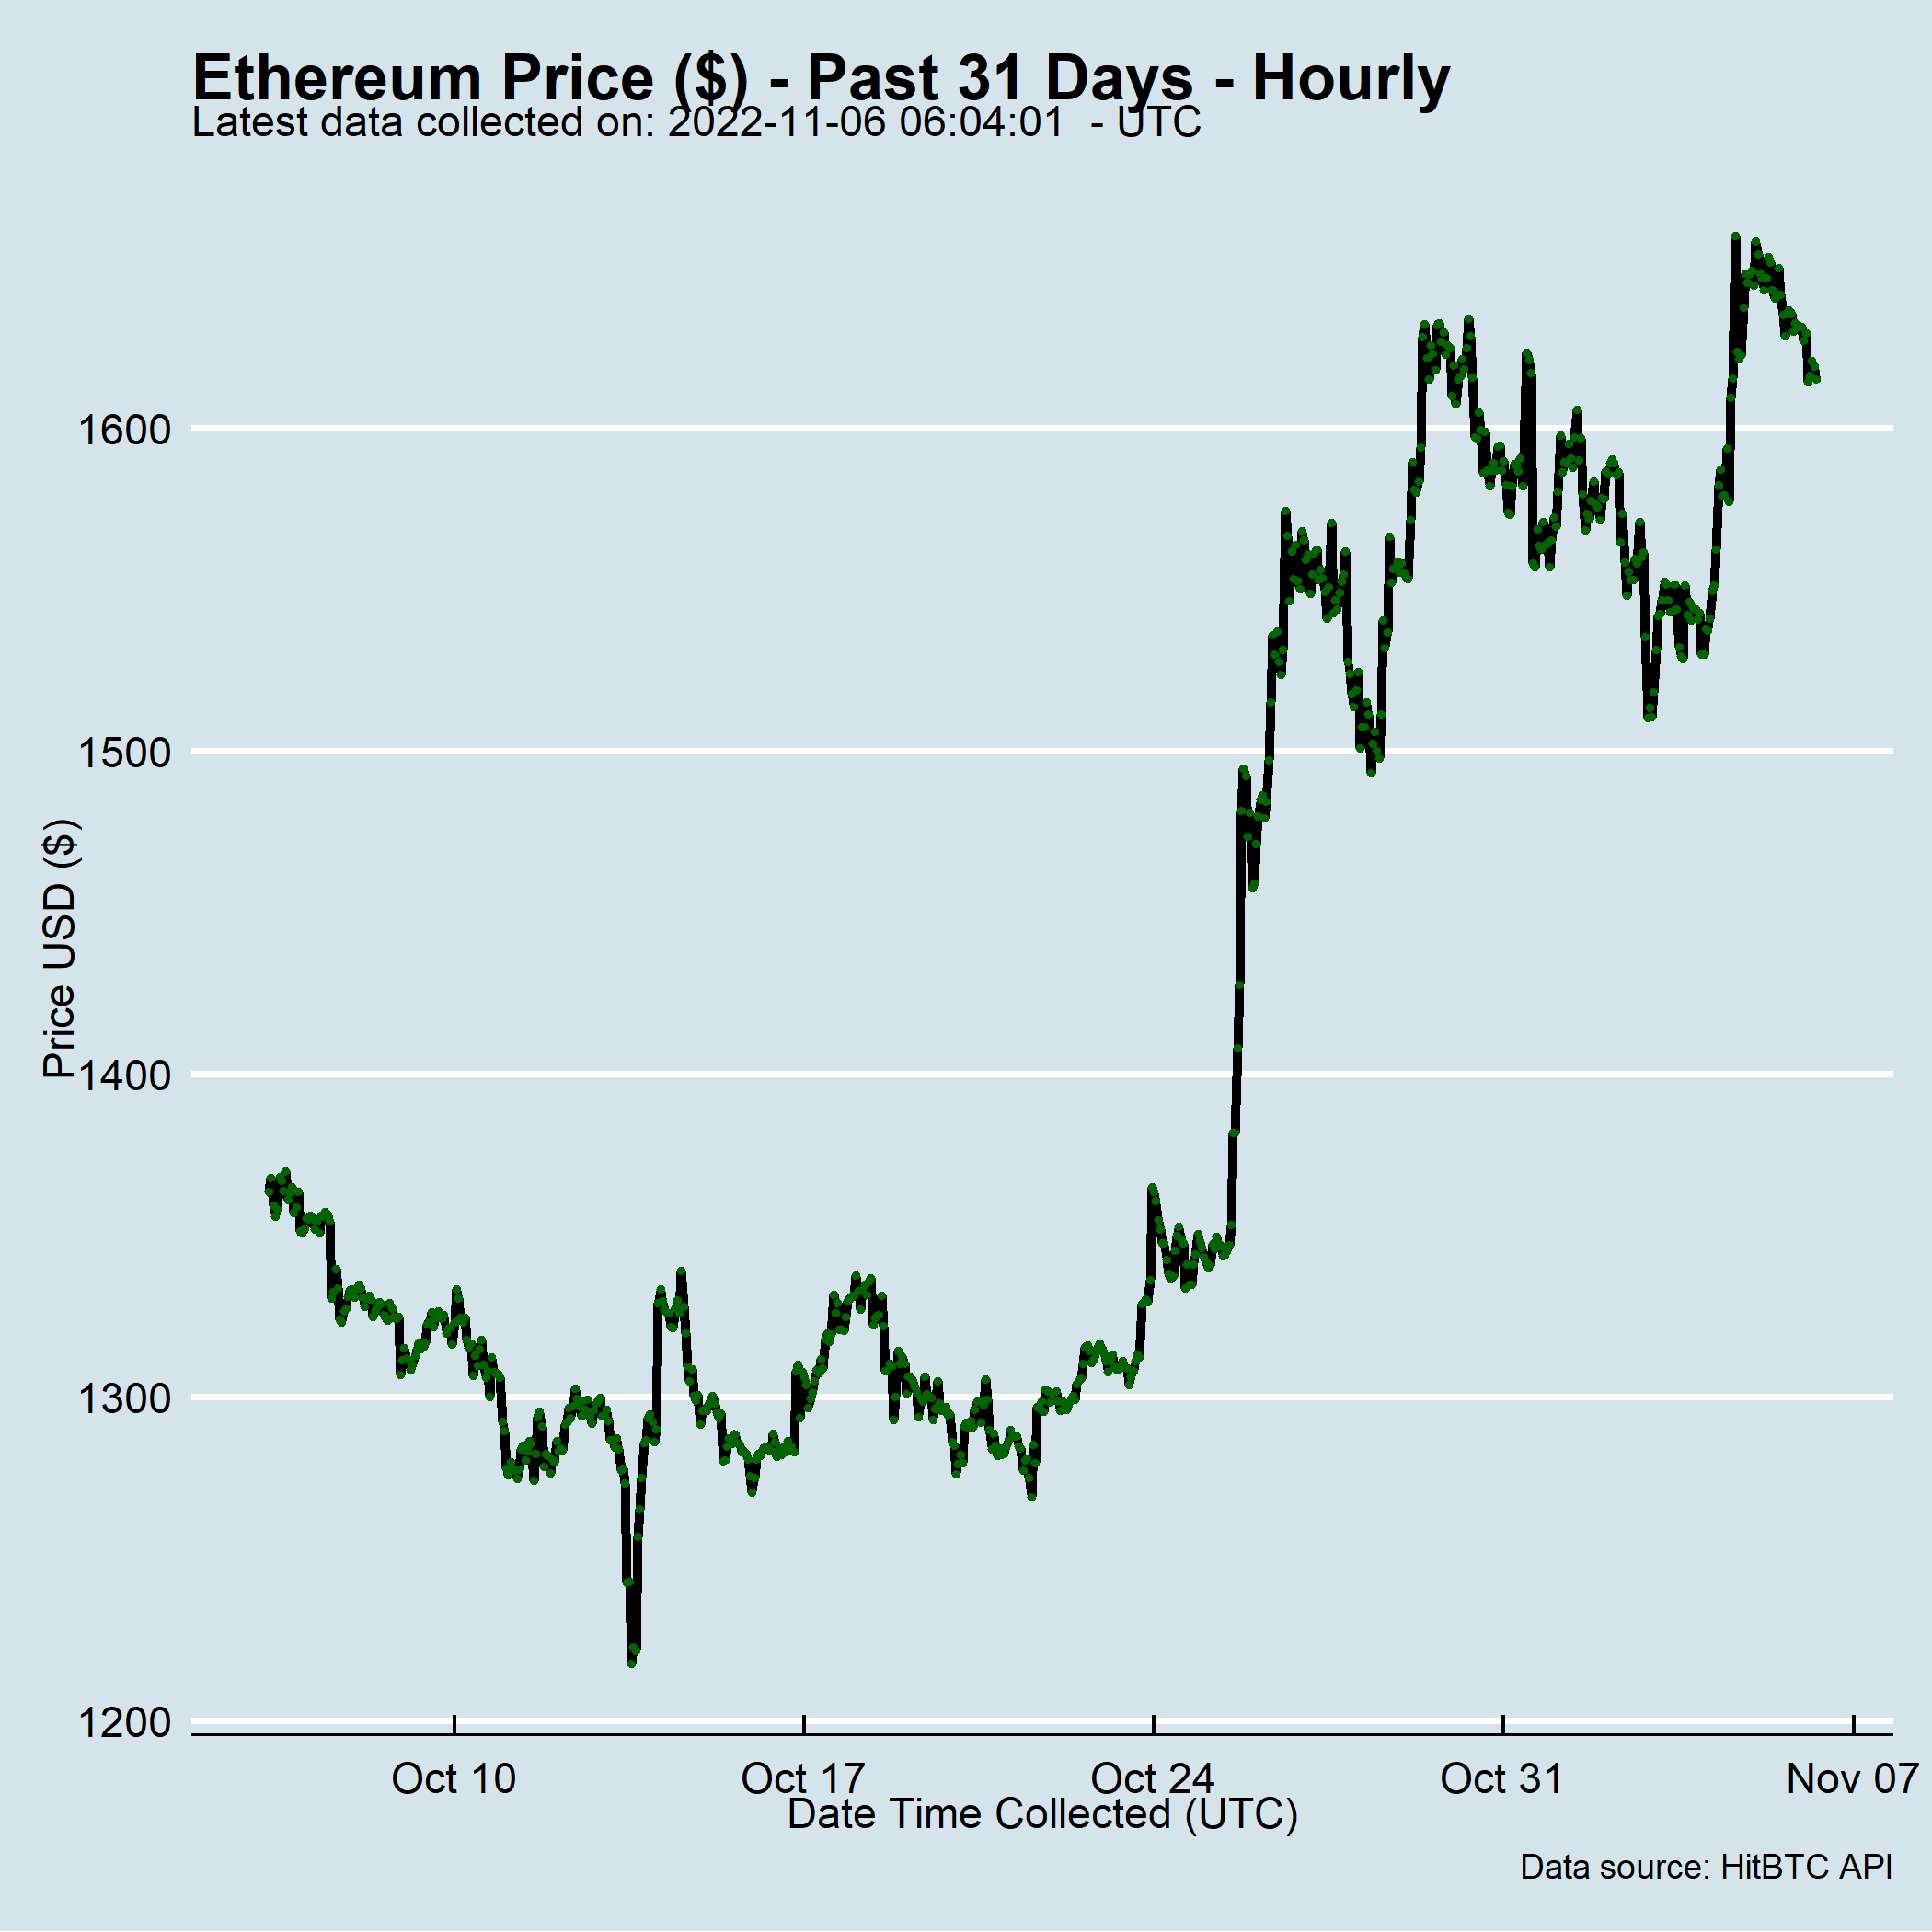 Ethereum Price ($) - Past 31 Days - Hourly
Latest data collected on: 2022-11-06 06:04:01  - UTC
1600
1500
1400
1300
1200
Price USD ($)
Oct 10
Oct 17
Oct 24
Oct 31
Nov 07
Date Time Collected (UTC)
Data source: HitBTC API